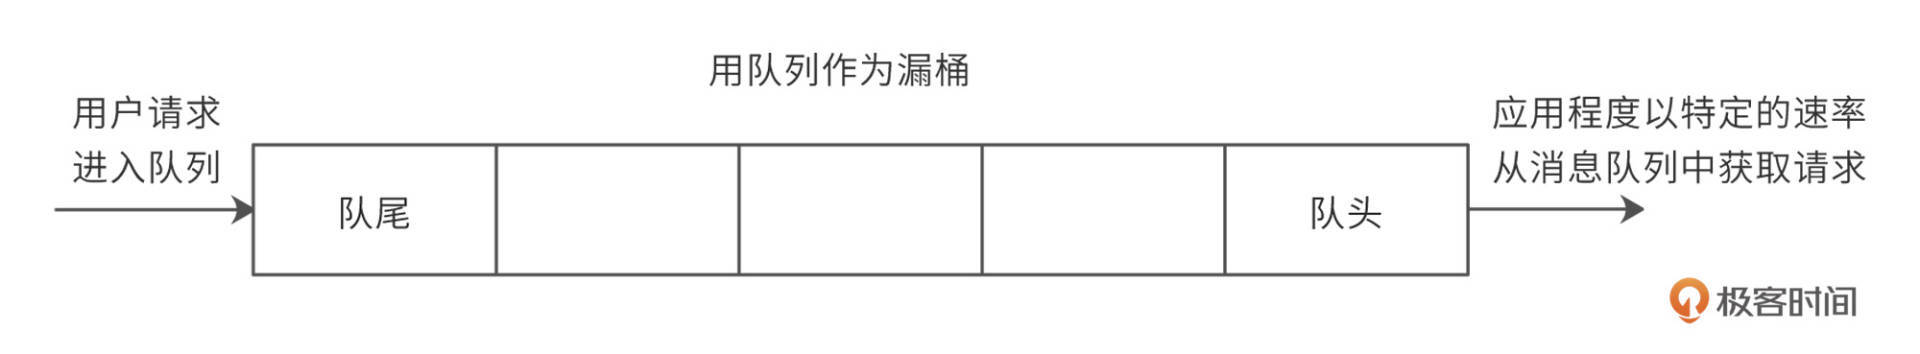 用队列作为漏桶
用户请求
进入队列
队尾
队头
应用程度以特定的速率
从消息队列中获取请求
极客时间